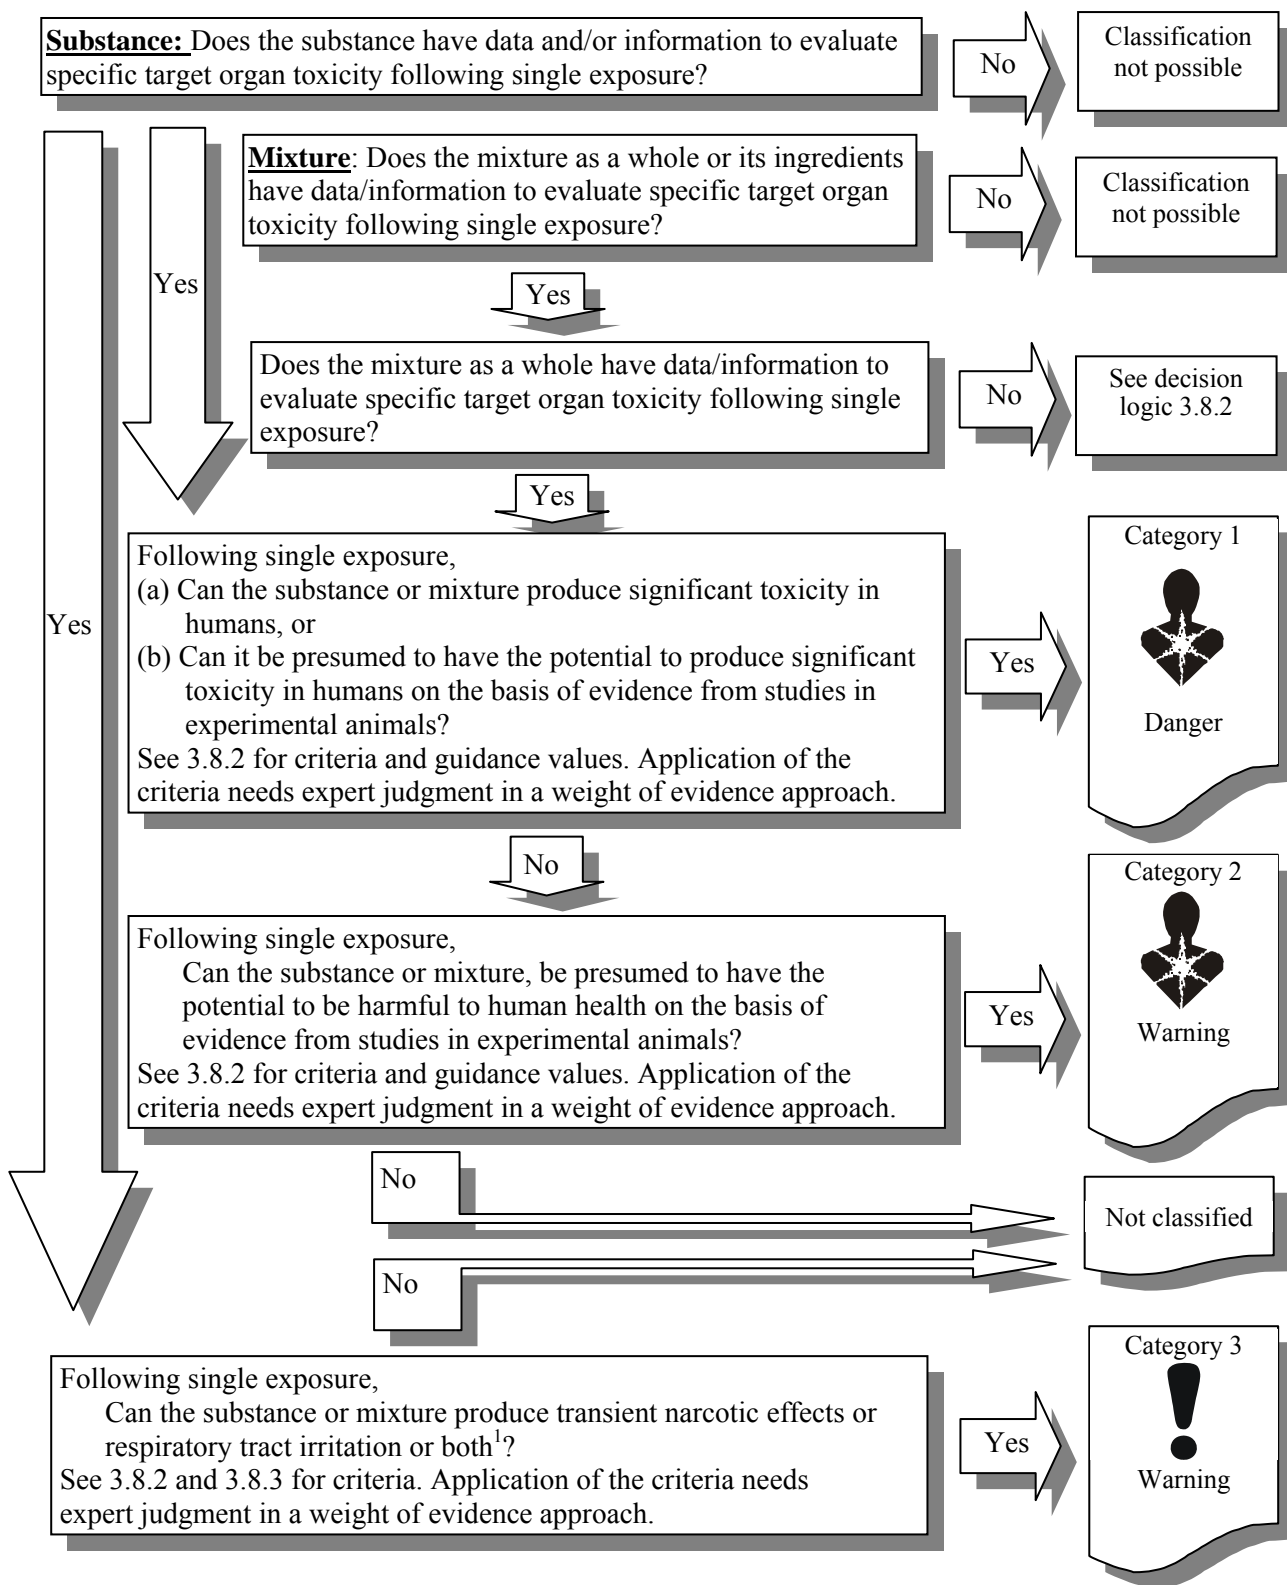 Substance: Does the substance have data and/or information to evaluate
specific target organ toxicity following single exposure?
No
Classification
not possible
Mixture: Does the mixture as a whole or its ingredients
have data/information to evaluate specific target organ
toxicity following single exposure?
No
Classification
not possible
Yes
Yes
Does the mixture as a whole have data/information to
evaluate specific target organ toxicity following single
exposure?
No
See decision
logic 3.8.2
Yes
Yes
Following single exposure,
(a) Can the substance or mixture produce significant toxicity in
humans, or
(b) Can it be presumed to have the potential to produce significant
toxicity in humans on the basis of evidence from studies in
experimental animals?
See 3.8.2 for criteria and guidance values. Application of the
criteria needs expert judgment in a weight of evidence approach.
Yes
Category 1
Danger
No
Following single exposure,
Can the substance or mixture, be presumed to have the
potential to be harmful to human health on the basis of
evidence from studies in experimental animals?
See 3.8.2 for criteria and guidance values. Application of the
criteria needs expert judgment in a weight of evidence approach.
Yes
Category 2
Warning
No
Not classified
No
Following single exposure,
Can the substance or mixture produce transient narcotic effects or
respiratory tract irritation or both1?
See 3.8.2 and 3.8.3 for criteria. Application of the criteria needs
expert judgment in a weight of evidence approach.
Yes
Category 3
Warning